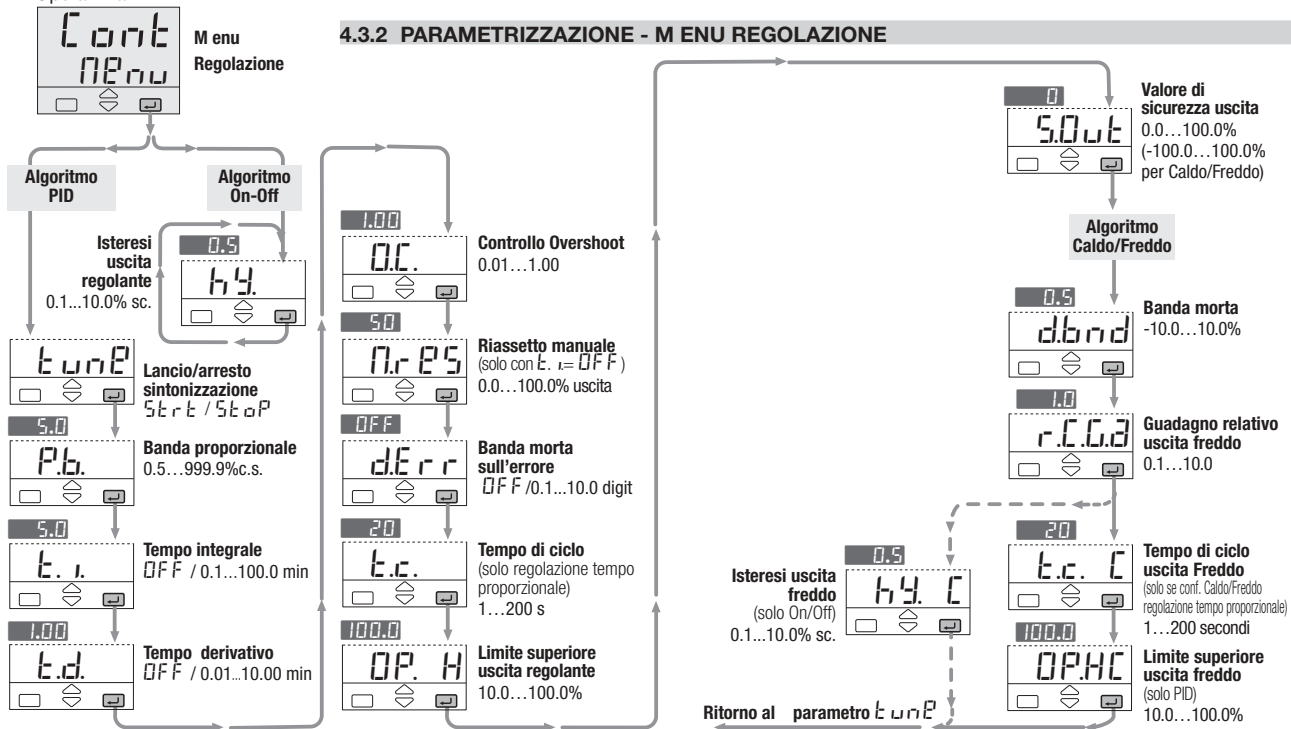 4.3.2 PARAMETRIZZAZIONE - M ENU REGOLAZIONE
Cont
MEnu
M enu
Regolazione
Algoritmo
PID
Algoritmo
On-Off
Isteresi
uscita
regolante
0.1...10.0% sc.
0.5
hy.
tunE
Lancio/arresto
sintonizzazione
Strt / StoP
5.0
P.b.
Banda proporzionale
0.5...999.9%c.s.
5.0
t. i.
Tempo integrale
OFF / 0.1...100.0 min
1.00
t.d.
Tempo derivativo
OFF / 0.01...10.00 min
1.00
O.C.
Controllo Overshoot
0.01...1.00
50
M.rES
Riassetto manuale
(solo con t. i.= OFF)
0.0...100.0% uscita
OFF
d.Err
Banda morta
sull'errore
OFF/0.1...10.0 digit
20
t.c.
Tempo di ciclo
(solo regolazione tempo
proporzionale)
1...200 s
100.0
OP. H
Limite superiore
uscita regolante
10.0...100.0%
0
S.Out
Valore di
sicurezza uscita
0.0...100.0%
(-100.0...100.0%
per Caldo/Freddo)
Algoritmo
Caldo/Freddo
0.5
d.bnd
Banda morta
-10.0...10.0%
1.0
r.C.Ga
Guadagno relativo
uscita freddo
0.1...10.0
Isteresi uscita
freddo
(solo On/Off)
0.1...10.0% sc.
0.5
hy. C
20
t.c. C
Tempo di ciclo
uscita Freddo
(solo se conf. Caldo/Freddo
regolazione tempo proporzionale)
1...200 secondi
100.0
OP.HC
Limite superiore
uscita freddo
(solo PID)
10.0...100.0%
Ritorno al parametro tunE